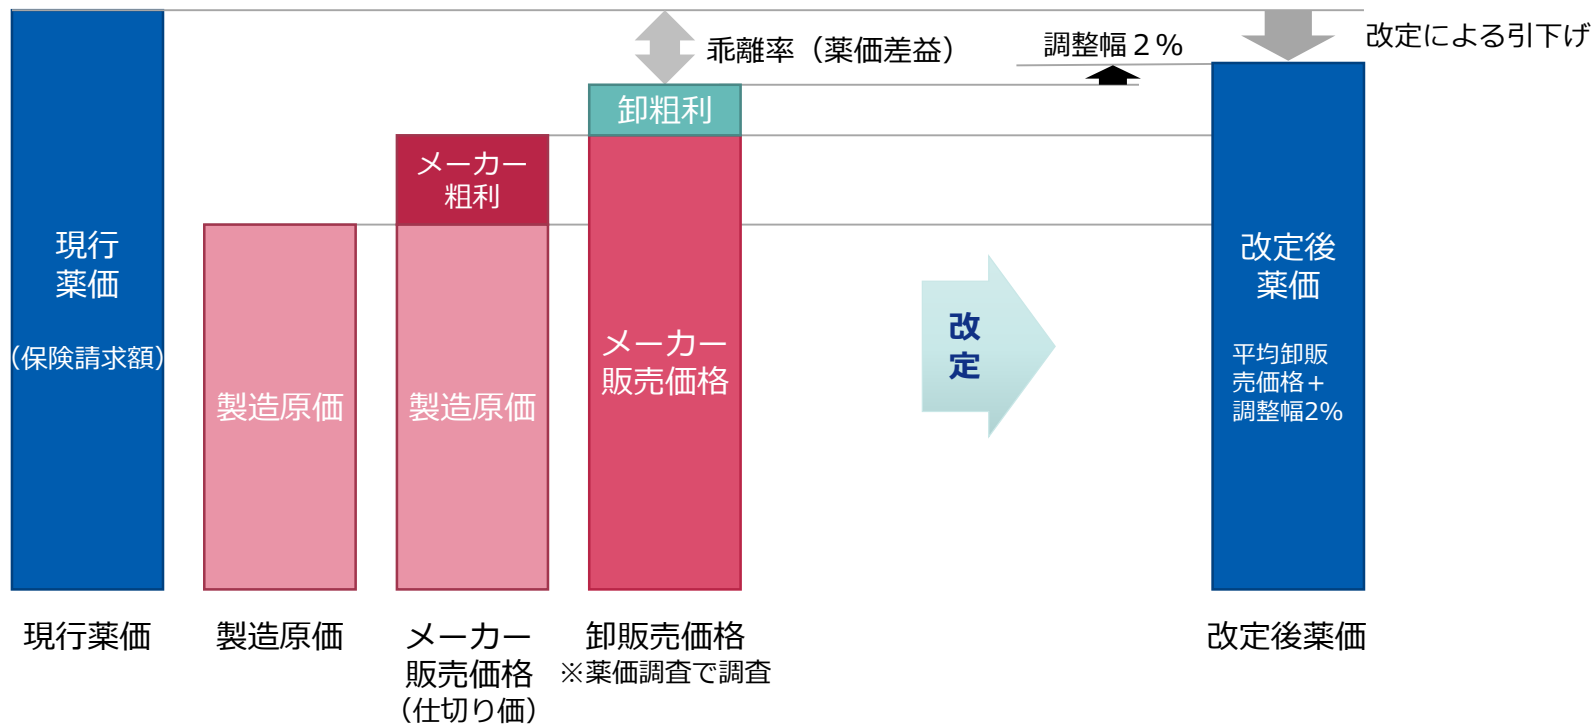 乖離率（薬価差益）
調整幅２%
改定による引下げ
卸粗利
メーカー
粗利
現行
薬価
（保険請求額）
製造原価
製造原価
メーカー
販売価格
改
定
改定後
薬価
平均卸販
売価格＋
調整幅2%
現行薬価
製造原価
メーカー
販売価格
（仕切り価）
卸販売価格
※薬価調査で調査
改定後薬価